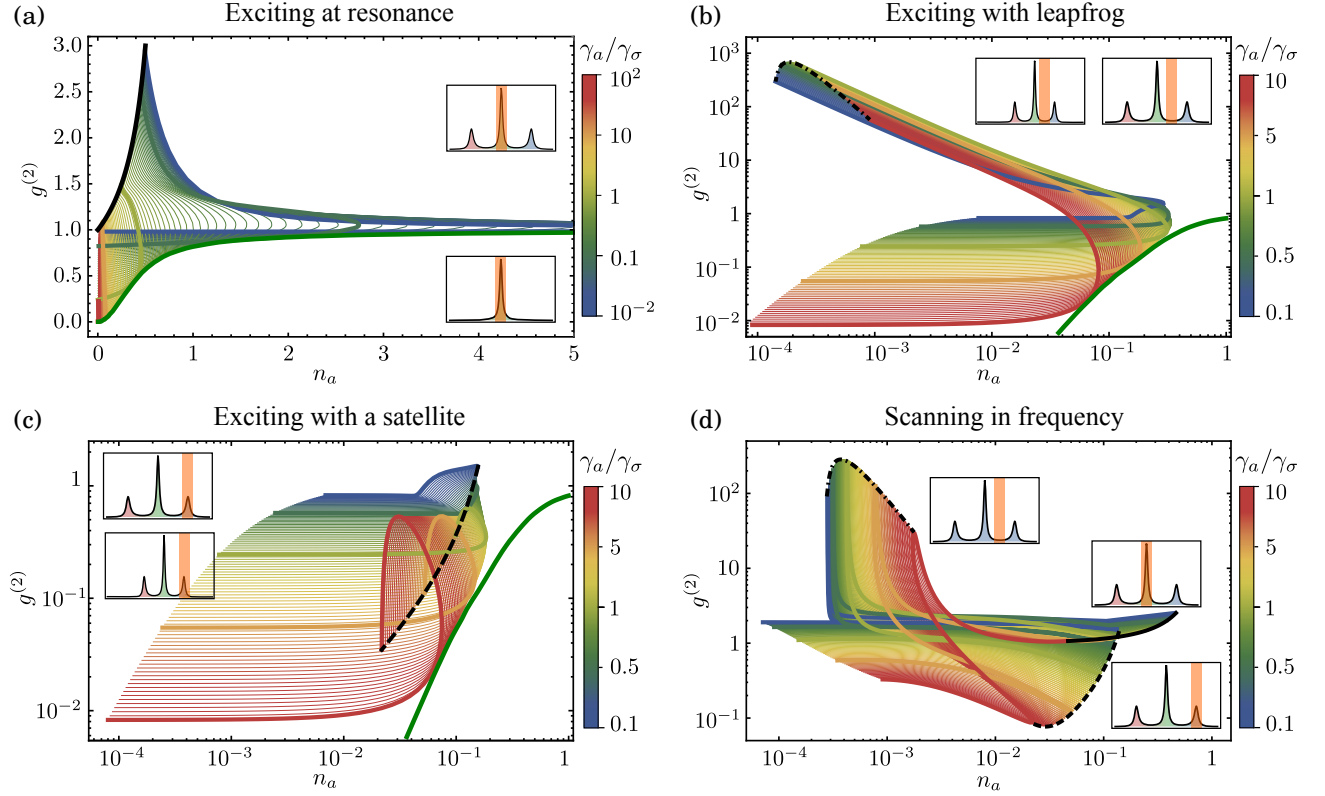 (a) Exciting at resonance
γ_a/γ_σ
3.0
2.5
2.0
1.5
1.0
0.5
0.0
g^(2)
0 1 2 3 4 5
n_a
10^2
10
1
0.1
10^-2
(b) Exciting with leapfrog
γ_a/γ_σ
10^3
10^2
10
1
10^-1
10^-2
g^(2)
10^-4 10^-3 10^-2 10^-1 1
n_a
10
5
1
0.5
0.1
(c) Exciting with a satellite
γ_a/γ_σ
1
10^-1
10^-2
g^(2)
10^-4 10^-3 10^-2 10^-1 1
n_a
10
5
1
0.5
0.1
(d) Scanning in frequency
γ_a/γ_σ
10^2
10
1
10^-1
g^(2)
10^-4 10^-3 10^-2 10^-1 1
n_a
10
5
1
0.5
0.1